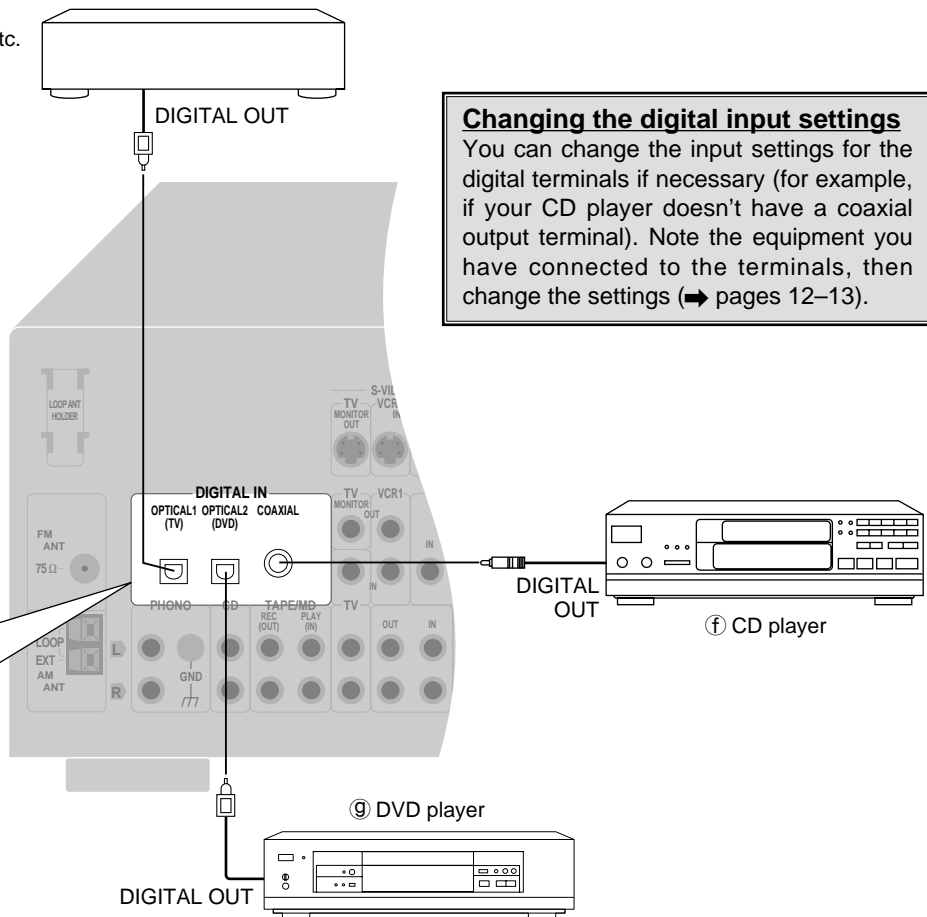 tc.
DIGITAL OUT
Changing the digital input settings
You can change the input settings for the
digital terminals if necessary (for example,
if your CD player doesn't have a coaxial
output terminal). Note the equipment you
have connected to the terminals, then
change the settings (➡ pages 12–13).
LOOP ANT
HOLDER
TV
MONITOR
OUT
VCR
IN
DIGITAL IN
OPTICAL1 OPTICAL2 COAXIAL
(TV) (DVD)
TV
MONITOR
OUT
VCR1
IN
IN
FM
ANT
75Ω
PHONO CD TAPE/MD TV
REC PLAY
(OUT) (IN)
OUT IN
LOOP
EXT
AM
ANT
L
R
GND
DIGITAL
OUT
ⓕ CD player
ⓖ DVD player
DIGITAL OUT